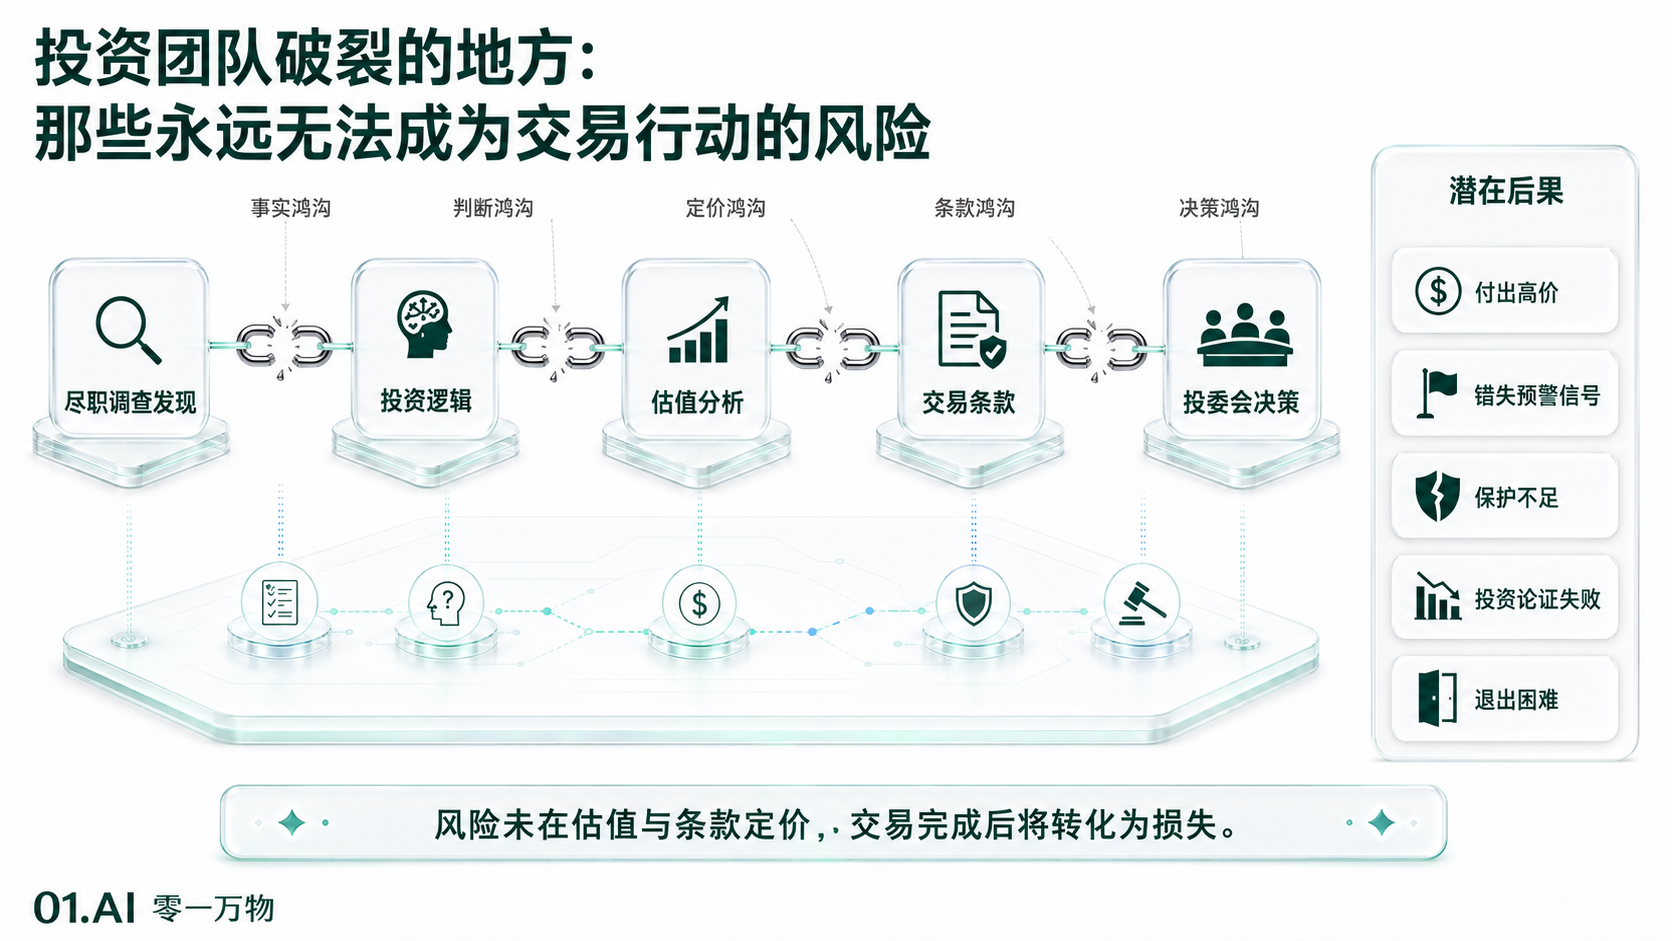 投资团队破裂的地方：
那些永远无法成为交易行动的风险
事实鸿沟
判断鸿沟
定价鸿沟
条款鸿沟
决策鸿沟
尽职调查发现
投资逻辑
估值分析
交易条款
投委会决策
潜在后果
付出高价
错失预警信号
保护不足
投资论证失败
退出困难
风险未在估值与条款定价，· 交易完成后将转化为损失。
01.AI 零一万物